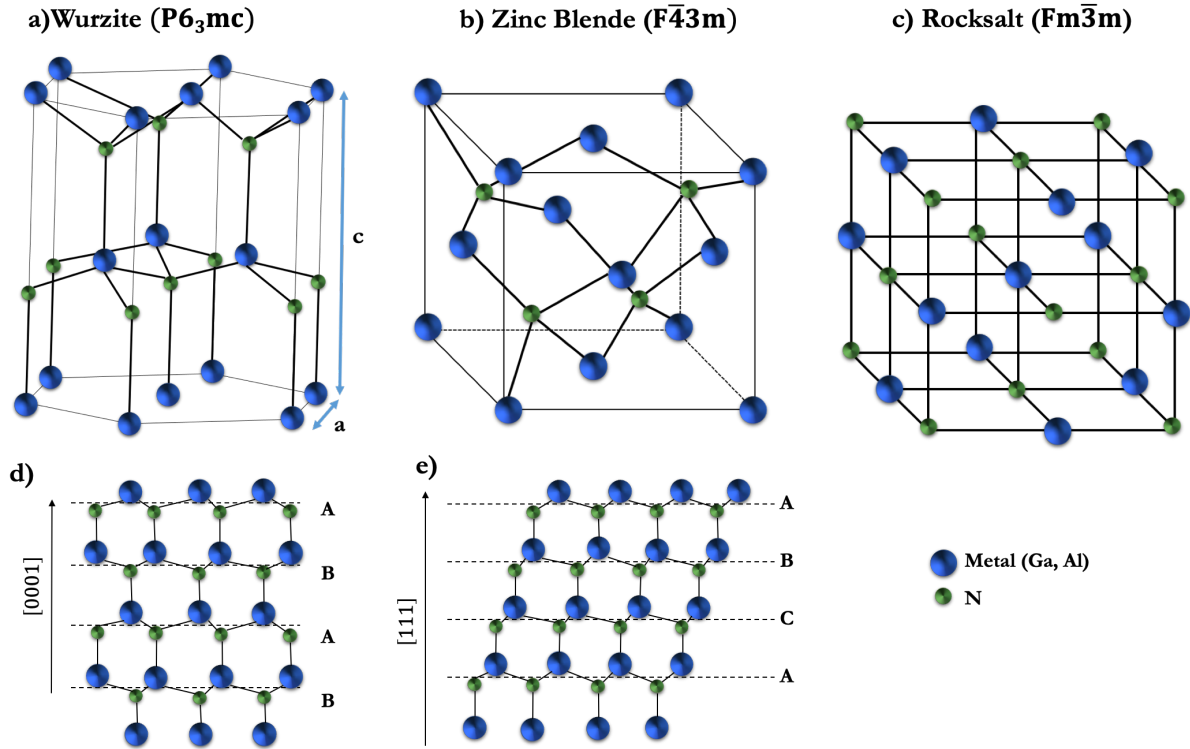 a)Wurzite (P6₃mc)
b) Zinc Blende (F4̅3m)
c) Rocksalt (Fm3̅m)
c
a
d)
[0001]
A
B
A
B
e)
[111]
A
B
C
A
Metal (Ga, Al)
N